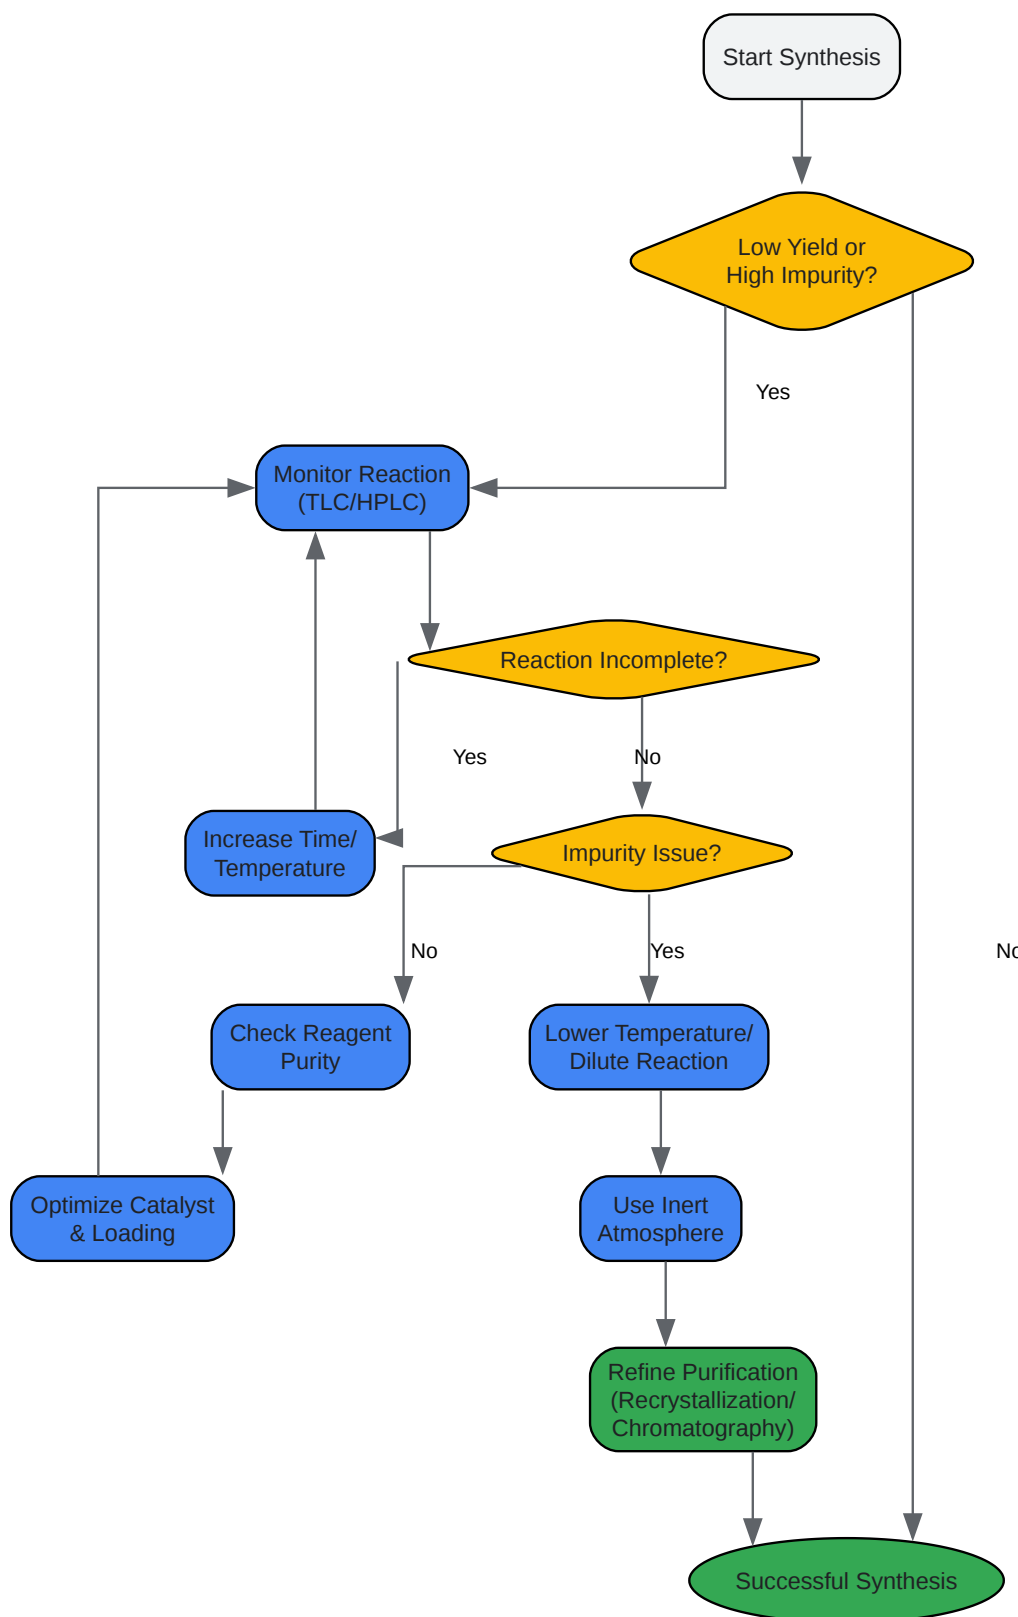 Start Synthesis
Low Yield or
High Impurity?
Yes
Monitor Reaction
(TLC/HPLC)
Reaction Incomplete?
Yes
No
Increase Time/
Temperature
Impurity Issue?
No
Yes
No
Check Reagent
Purity
Lower Temperature/
Dilute Reaction
Optimize Catalyst
& Loading
Use Inert
Atmosphere
Refine Purification
(Recrystallization/
Chromatography)
Successful Synthesis